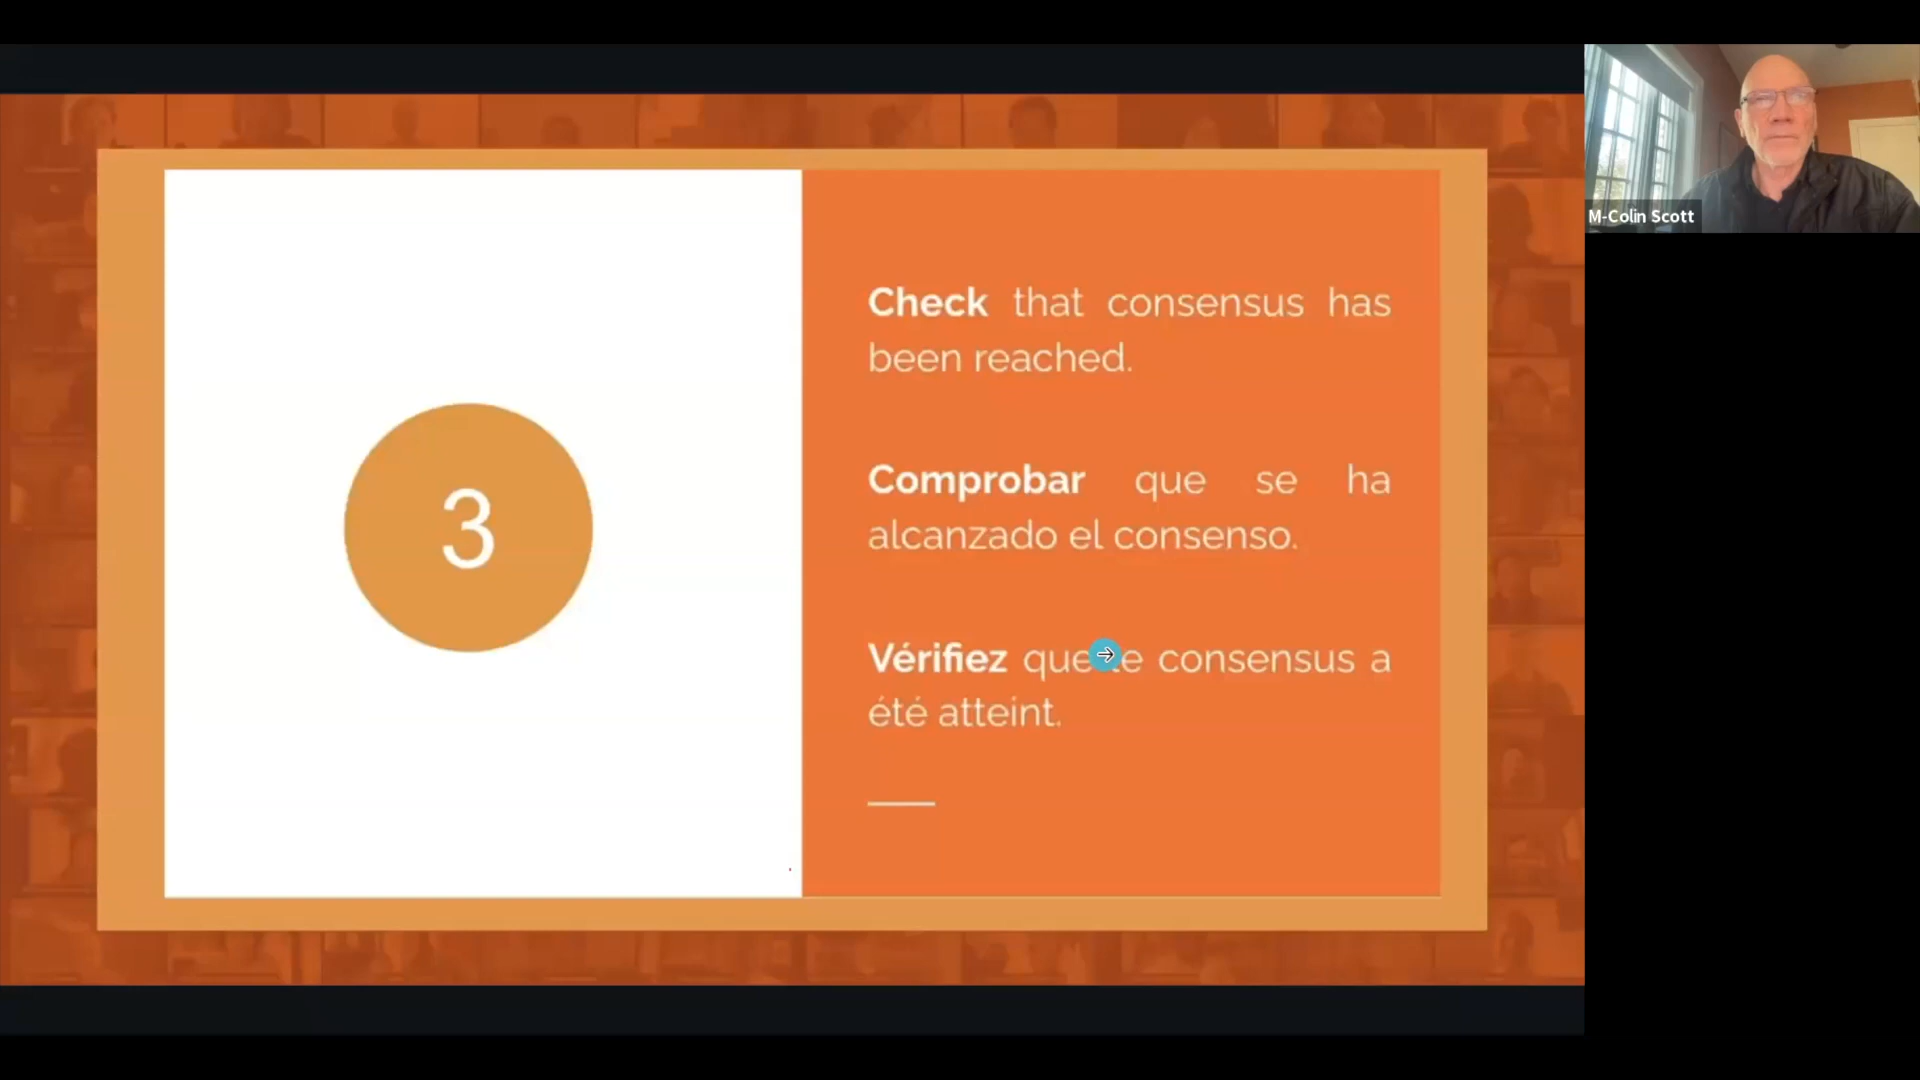 M-Colin Scott
3
Check that consensus has
been reached.
Comprobar que se ha
alcanzado el consenso.
Vérifiez que le consensus a
été atteint.